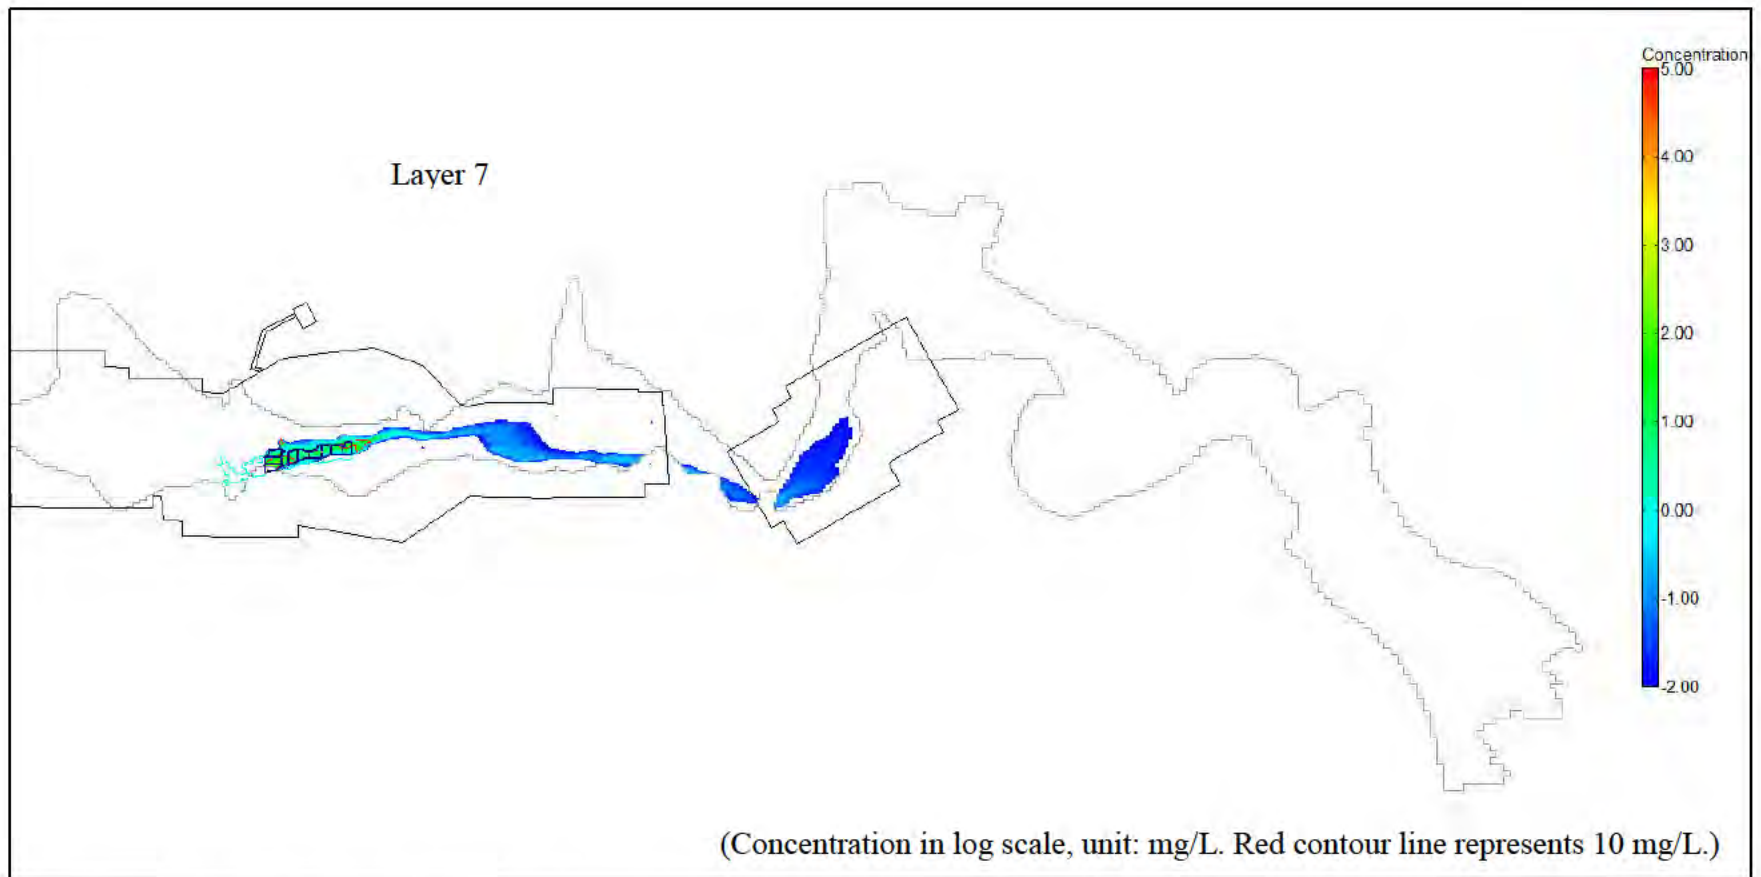 Concentration
5.00
Layer 7
4.00
3.00
2.00
1.00
0.00
-1.00
-2.00
(Concentration in log scale, unit: mg/L. Red contour line represents 10 mg/L.)